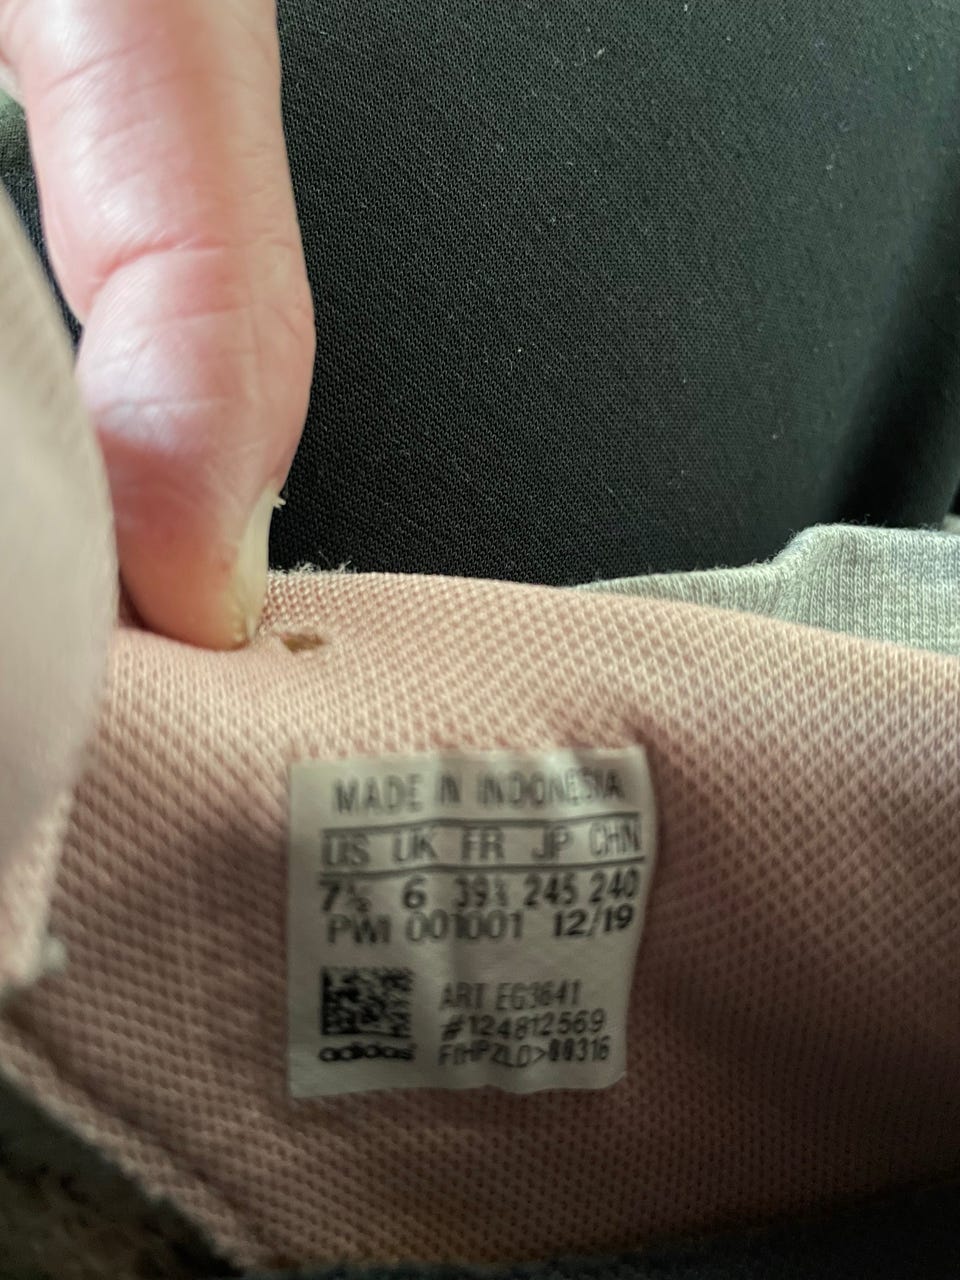 MADE IN INDONESIA
US UK FR JP CHN
7½ 6 39⅓ 245 240
PWI 001001 12/19
ART EG3641
#124812569
adidas